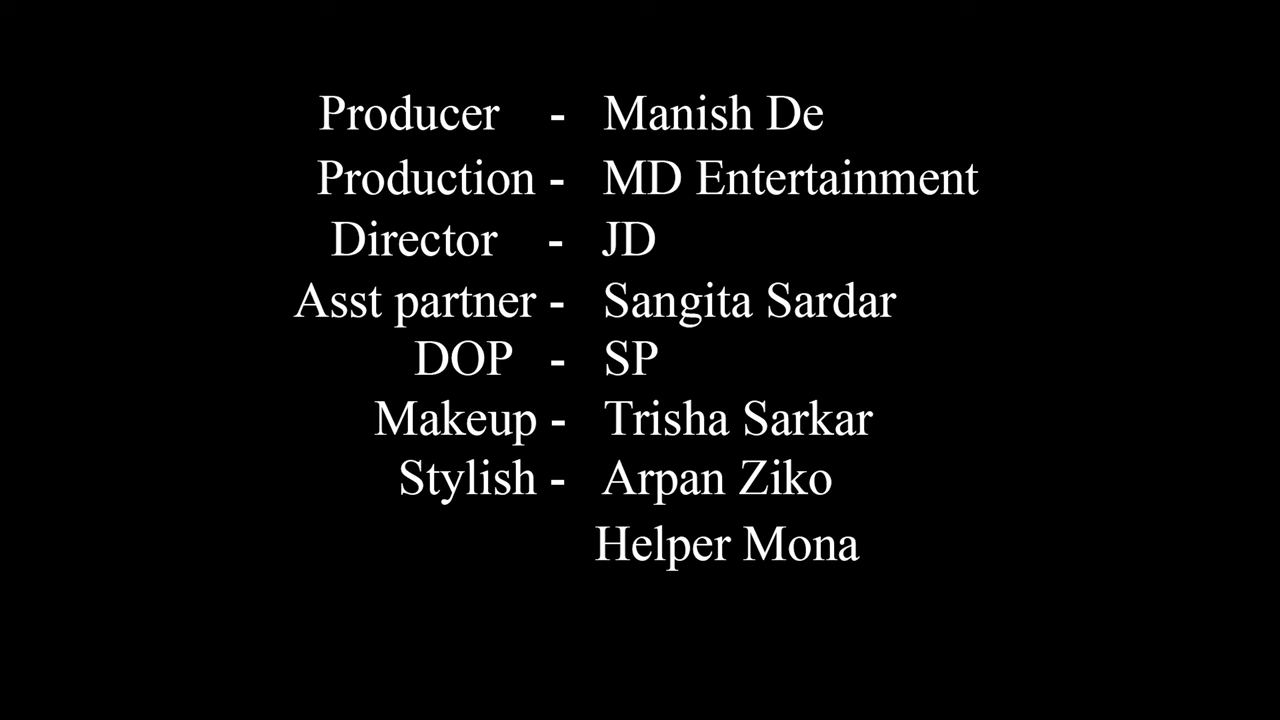 Producer - Manish De
Production - MD Entertainment
Director - JD
Asst partner - Sangita Sardar
DOP - SP
Makeup - Trisha Sarkar
Stylish - Arpan Ziko
Helper Mona